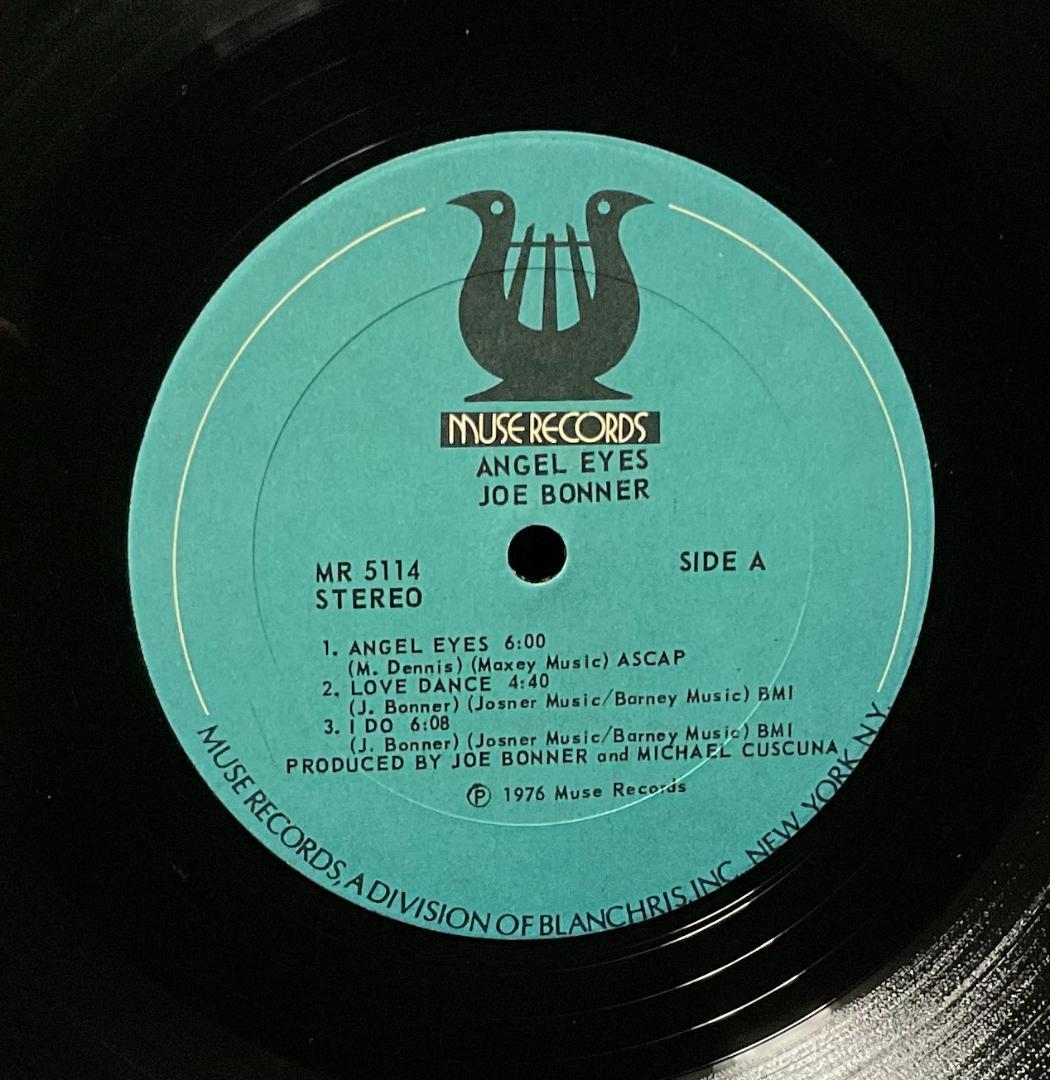 MUSE RECORDS
ANGEL EYES
JOE BONNER
MR 5114
STEREO
SIDE A
1. ANGEL EYES 6:00
(M. Dennis) (Maxey Music) ASCAP
2. LOVE DANCE 4:40
(J. Bonner) (Josner Music/Barney Music) BMI
3. I DO 6:08
(J. Bonner) (Josner Music/Barney Music) BMI
PRODUCED BY JOE BONNER and MICHAEL CUSCUNA
Ⓟ 1976 Muse Records
MUSE RECORDS, A DIVISION OF BLANCHRIS, INC., NEW YORK, N.Y.